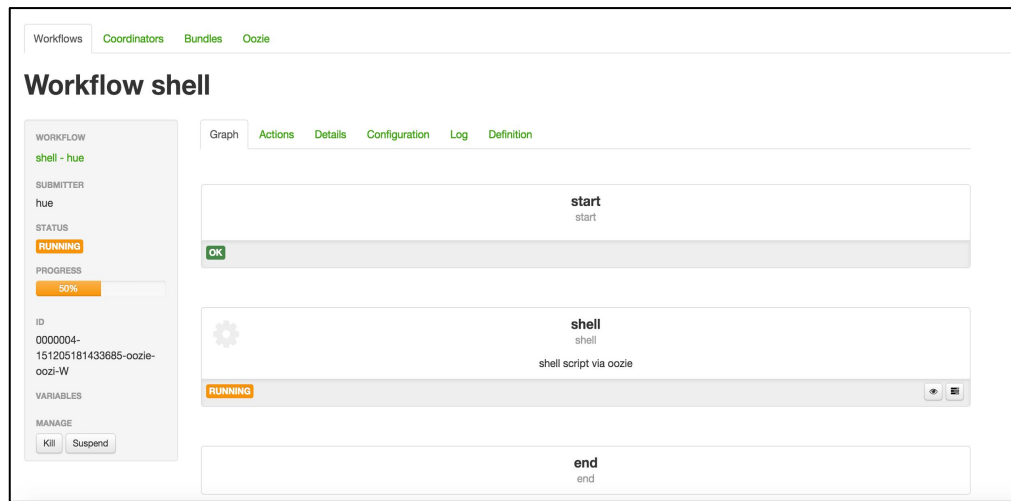 Workflows Coordinators Bundles Oozie
Workflow shell
WORKFLOW
shell - hue
SUBMITTER
hue
STATUS
RUNNING
PROGRESS
50%
ID
0000004-
151205181433685-oozie-
oozi-W
VARIABLES
MANAGE
Kill Suspend
Graph Actions Details Configuration Log Definition
start
start
OK
shell
shell
shell script via oozie
RUNNING
end
end